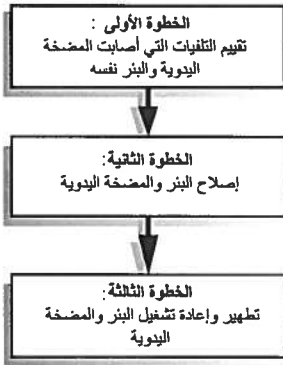 الخطوة الأولى :
تقييم التلفيات التي أصابت المضخة
اليدوية والبئر نفسه
الخطوة الثانية:
إصلاح البئر والمضخة اليدوية
الخطوة الثالثة:
تطهير وإعادة تشغيل البئر والمضخة
اليدوية